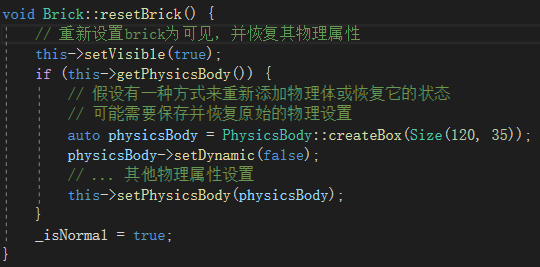 void Brick::resetBrick() {
// 重新设置brick为可见，并恢复其物理属性
this->setVisible(true);
if (this->getPhysicsBody()) {
// 假设有一种方式来重新添加物理体或恢复它的状态
// 可能需要保存并恢复原始的物理设置
auto physicsBody = PhysicsBody::createBox(Size(120, 35));
physicsBody->setDynamic(false);
// ... 其他物理属性设置
this->setPhysicsBody(physicsBody);
}
_isNormal = true;
}